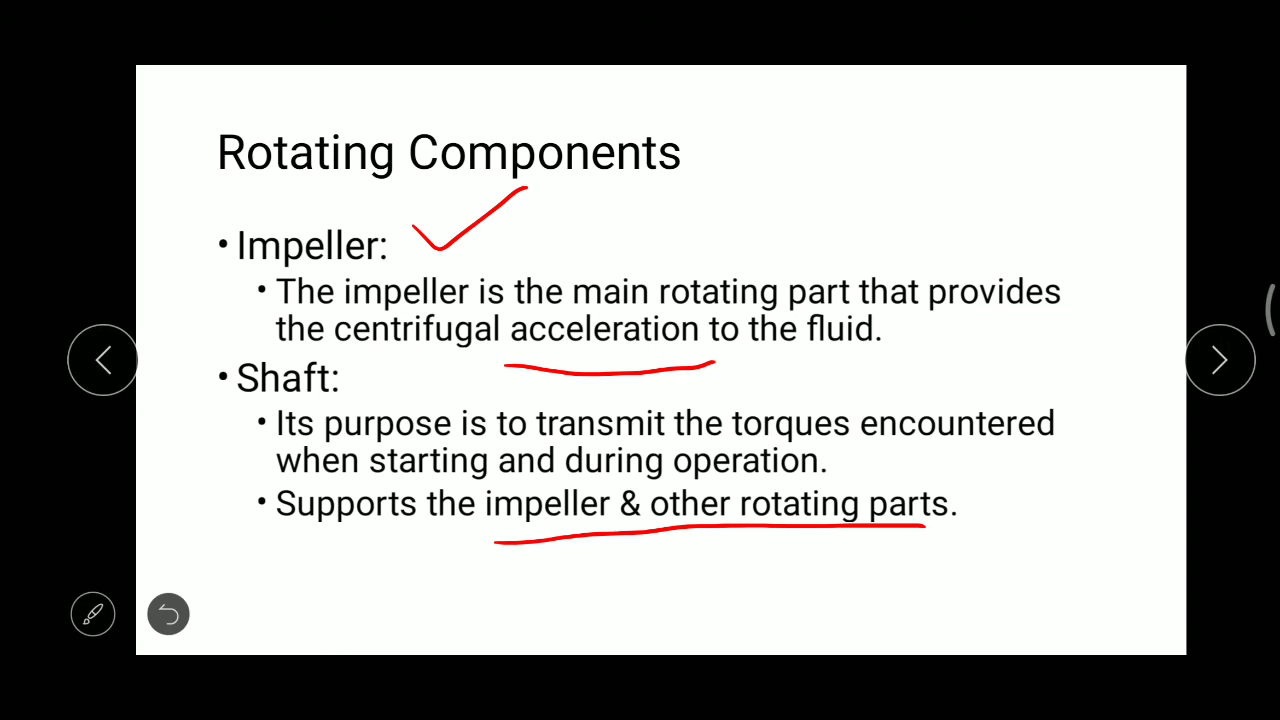 Rotating Components
• Impeller:
• The impeller is the main rotating part that provides
the centrifugal acceleration to the fluid.
• Shaft:
• Its purpose is to transmit the torques encountered
when starting and during operation.
• Supports the impeller & other rotating parts.